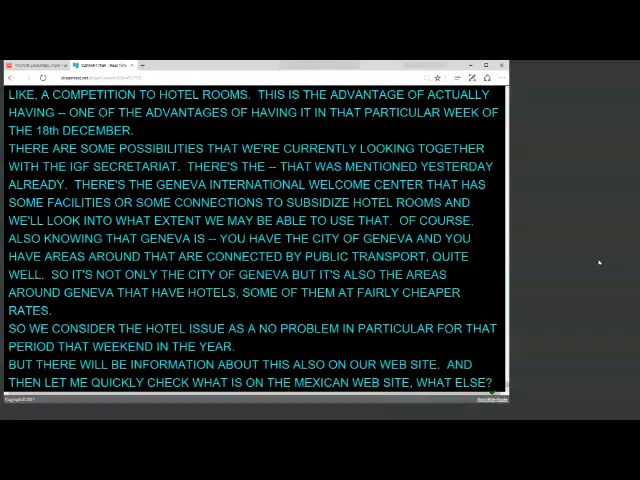 LIKE, A COMPETITION TO HOTEL ROOMS.  THIS IS THE ADVANTAGE OF ACTUALLY
HAVING -- ONE OF THE ADVANTAGES OF HAVING IT IN THAT PARTICULAR WEEK OF
THE 18th DECEMBER.
THERE ARE SOME POSSIBILITIES THAT WE'RE CURRENTLY LOOKING TOGETHER
WITH THE IGF SECRETARIAT.  THERE'S THE -- THAT WAS MENTIONED YESTERDAY
ALREADY.  THERE'S THE GENEVA INTERNATIONAL WELCOME CENTER THAT HAS
SOME FACILITIES OR SOME CONNECTIONS TO SUBSIDIZE HOTEL ROOMS AND
WE'LL LOOK INTO WHAT EXTENT WE MAY BE ABLE TO USE THAT.  OF COURSE,
ALSO KNOWING THAT GENEVA IS -- YOU HAVE THE CITY OF GENEVA AND YOU
HAVE AREAS AROUND THAT ARE CONNECTED BY PUBLIC TRANSPORT, QUITE
WELL.  SO IT'S NOT ONLY THE CITY OF GENEVA BUT IT'S ALSO THE AREAS
AROUND GENEVA THAT HAVE HOTELS, SOME OF THEM AT FAIRLY CHEAPER
RATES.
SO WE CONSIDER THE HOTEL ISSUE AS A NO PROBLEM IN PARTICULAR FOR THAT
PERIOD THAT WEEKEND IN THE YEAR.
BUT THERE WILL BE INFORMATION ABOUT THIS ALSO ON OUR WEB SITE.  AND
THEN LET ME QUICKLY CHECK WHAT IS ON THE MEXICAN WEB SITE, WHAT ELSE?